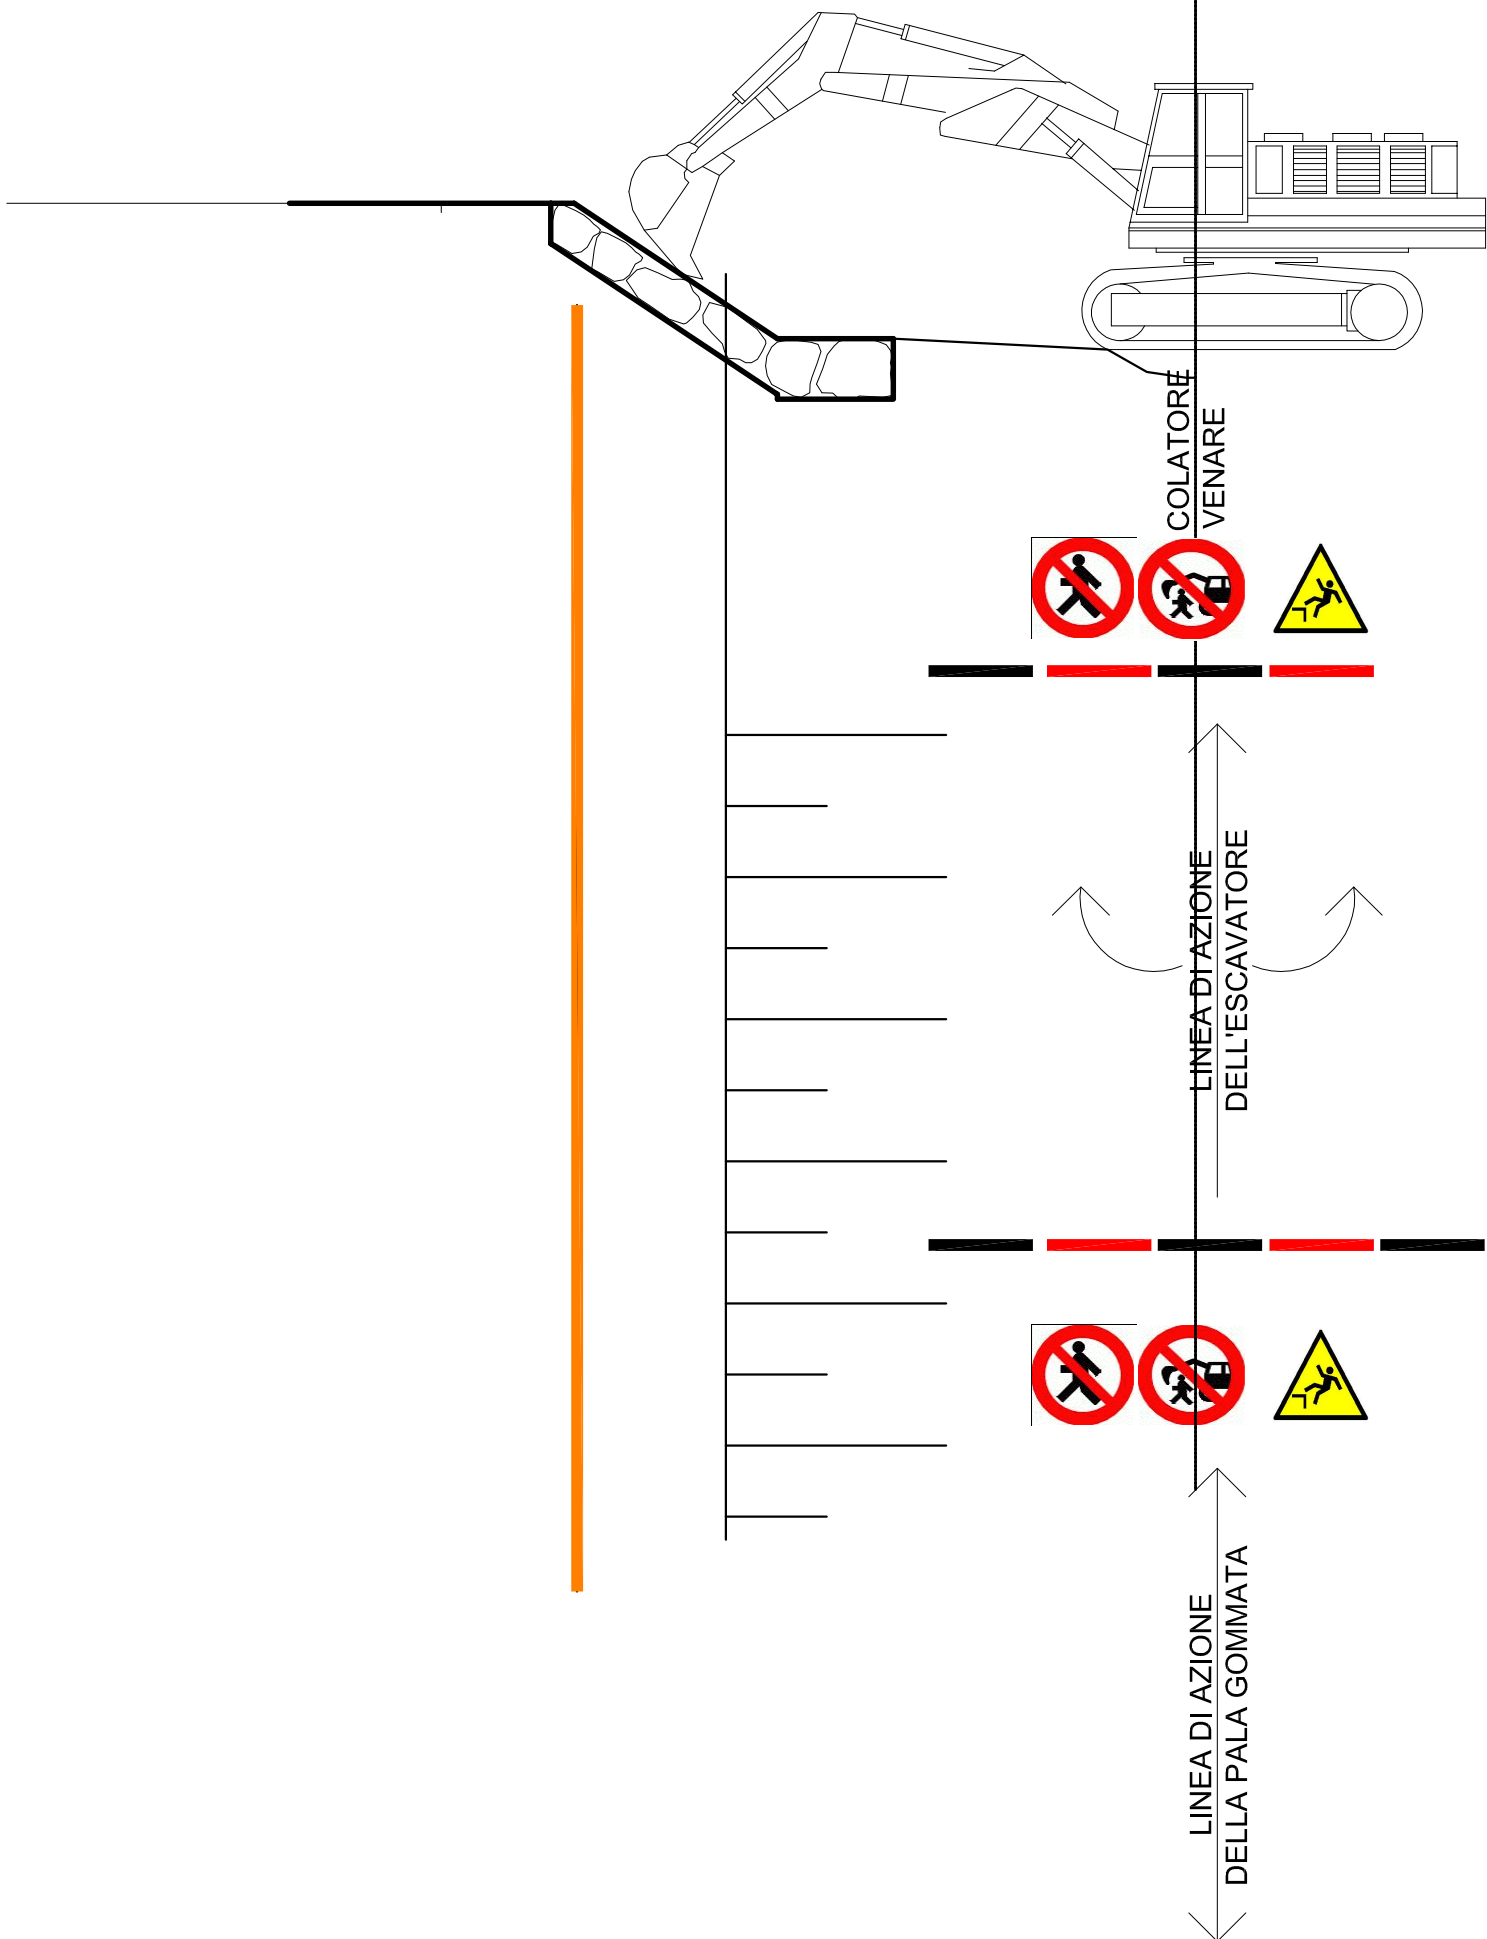 COLATORE
VENARE
LINEA DI AZIONE
DELL'ESCAVATORE
LINEA DI AZIONE
DELLA PALA GOMMATA